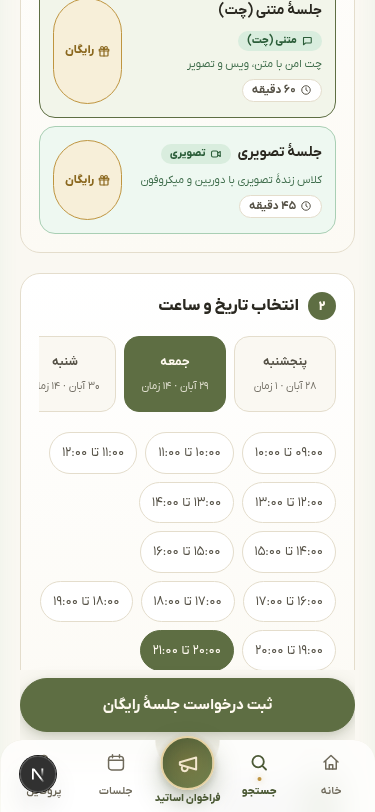 جلسهٔ متنی (چت)
متنی (چت)
چت امن با متن، ویس و تصویر
۶۰ دقیقه
رایگان
جلسهٔ تصویری
تصویری
کلاس زندهٔ تصویری با دوربین و میکروفون
۴۵ دقیقه
رایگان
۲
انتخاب تاریخ و ساعت
پنجشنبه
۲۸ آبان · ۱ زمان
جمعه
۲۹ آبان · ۱۴ زمان
شنبه
۳۰ آبان · ۱۴
۰۹:۰۰ تا ۱۰:۰۰
۱۰:۰۰ تا ۱۱:۰۰
۱۱:۰۰ تا ۱۲:۰۰
۱۲:۰۰ تا ۱۳:۰۰
۱۳:۰۰ تا ۱۴:۰۰
۱۴:۰۰ تا ۱۵:۰۰
۱۵:۰۰ تا ۱۶:۰۰
۱۶:۰۰ تا ۱۷:۰۰
۱۷:۰۰ تا ۱۸:۰۰
۱۸:۰۰ تا ۱۹:۰۰
۱۹:۰۰ تا ۲۰:۰۰
۲۰:۰۰ تا ۲۱:۰۰
ثبت درخواست جلسهٔ رایگان
خانه
جستجو
فراخوان اساتید
جلسات
N